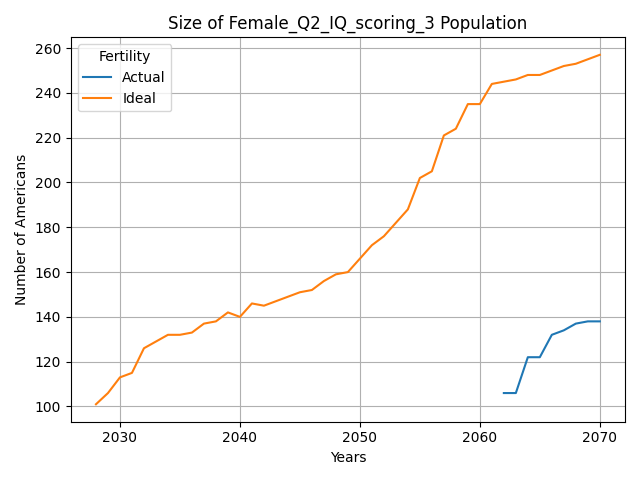 Size of Female_Q2_IQ_scoring_3 Population
Fertility
Actual
Ideal
Number of Americans
260
240
220
200
180
160
140
120
100
2030
2040
2050
2060
2070
Years